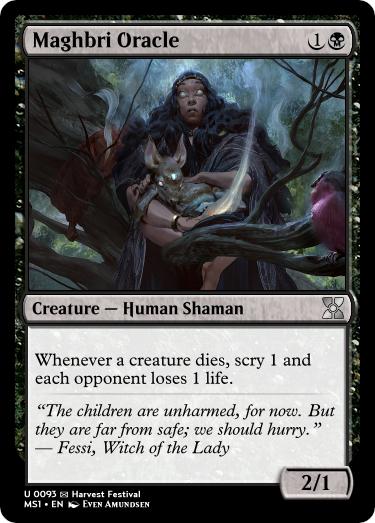 Maghbri Oracle 1
Creature — Human Shaman
Whenever a creature dies, scry 1 and
each opponent loses 1 life.
“The children are unharmed, for now. But
they are far from safe; we should hurry.”
— Fessi, Witch of the Lady
2/1
U 0093 Harvest Festival
MS1 • EN Even Amundsen